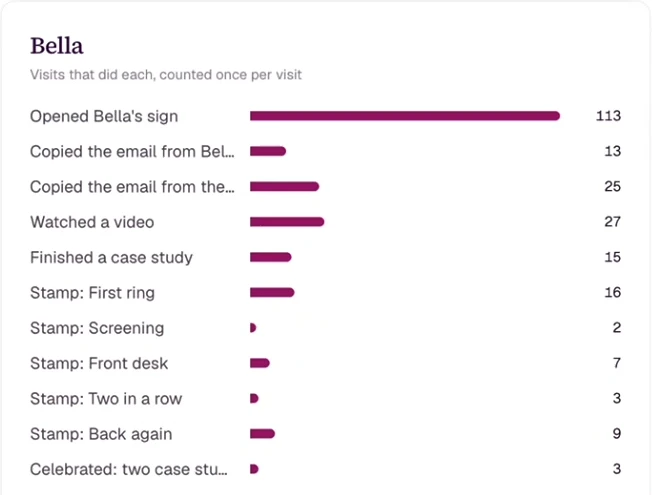 Bella
Visits that did each, counted once per visit
Opened Bella's sign 113
Copied the email from Bel... 13
Copied the email from the... 25
Watched a video 27
Finished a case study 15
Stamp: First ring 16
Stamp: Screening 2
Stamp: Front desk 7
Stamp: Two in a row 3
Stamp: Back again 9
Celebrated: two case stu... 3